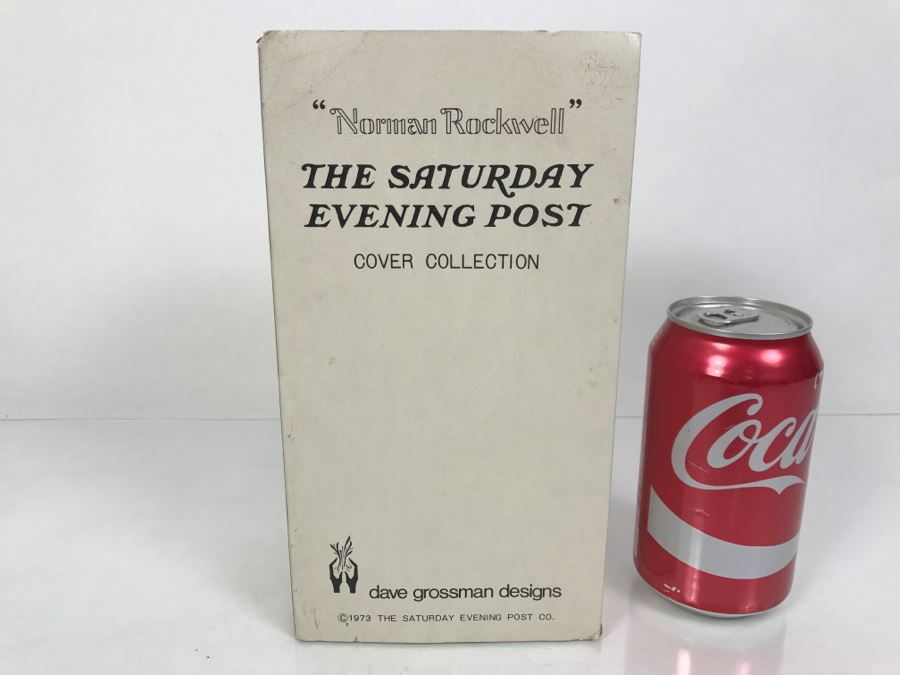 “Norman Rockwell”
THE SATURDAY
EVENING POST
COVER COLLECTION
dave grossman designs
©1973 THE SATURDAY EVENING POST CO.
Coca